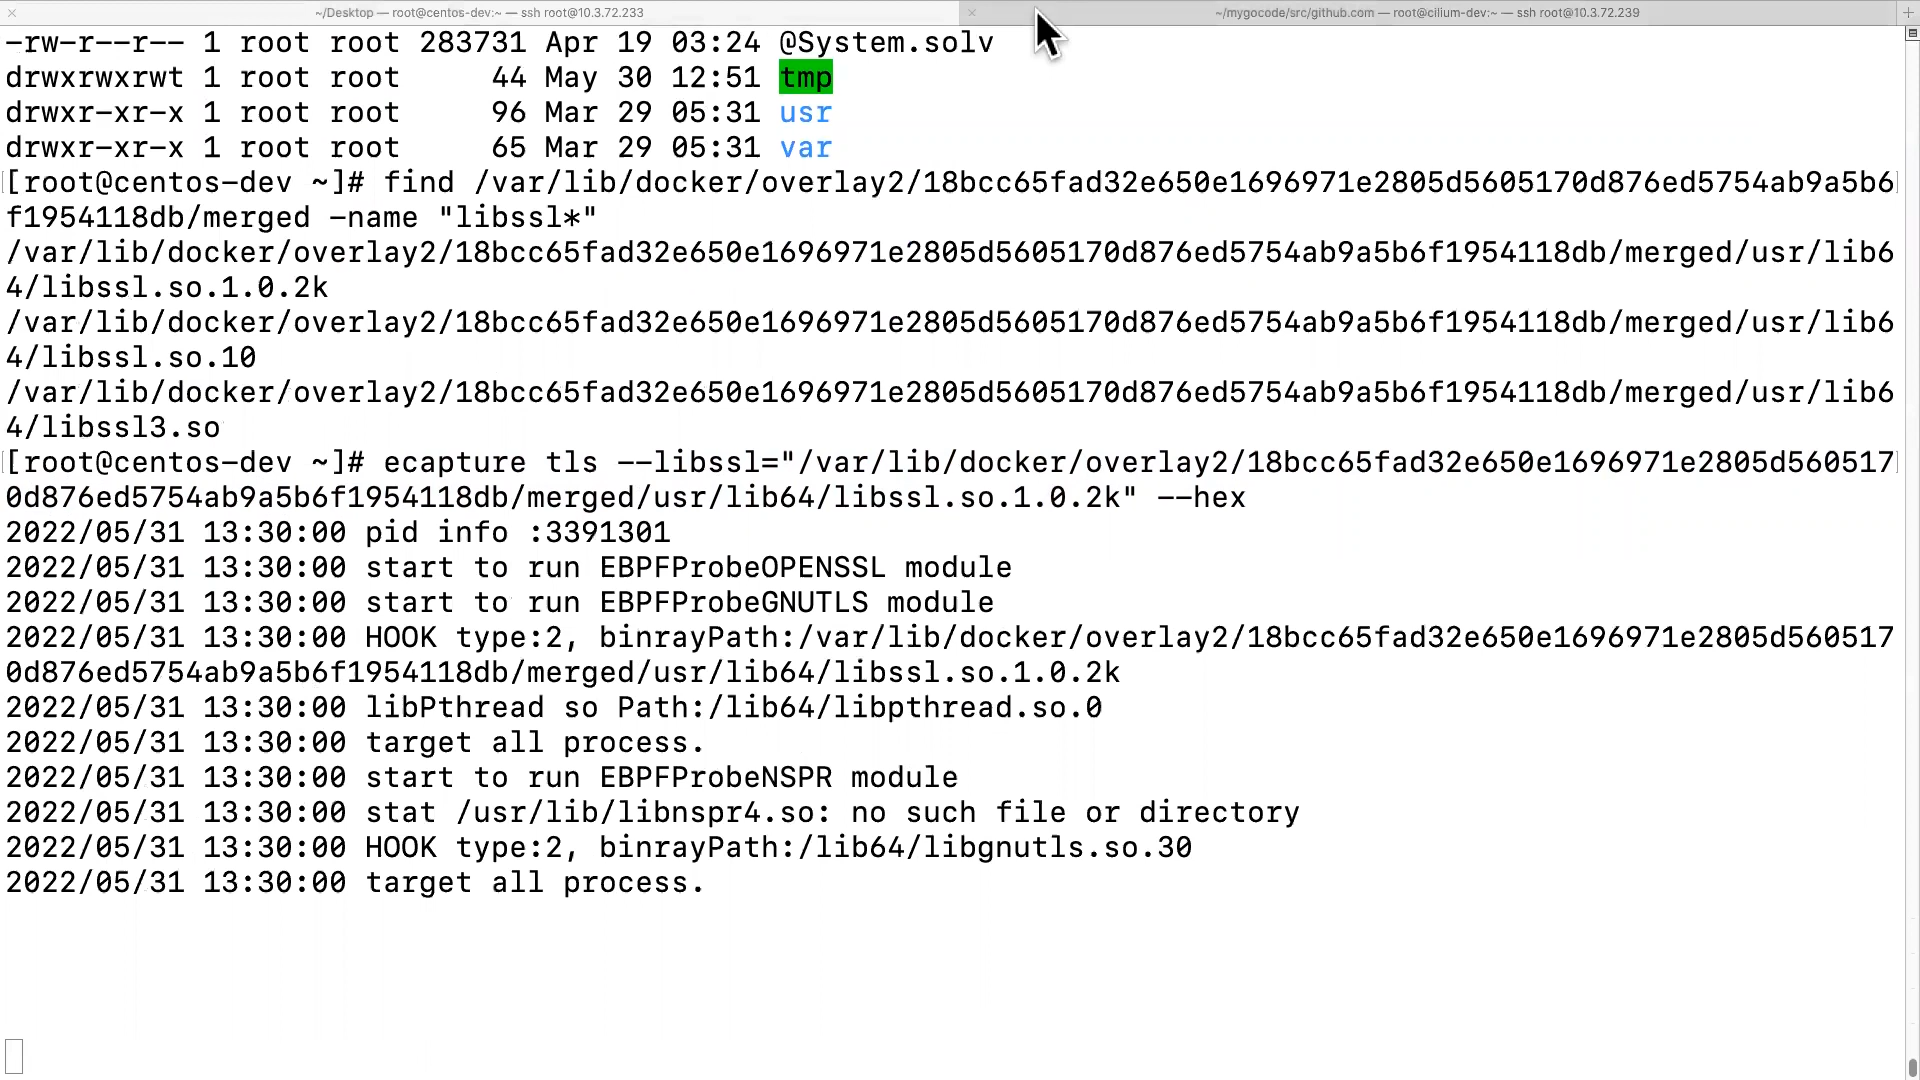 ~/Desktop — root@centos-dev:~ — ssh root@10.3.72.233
~/mygocode/src/github.com — root@cilium-dev:~ — ssh root@10.3.72.239
-rw-r--r-- 1 root root 283731 Apr 19 03:24 @System.solv
drwxrwxrwt 1 root root     44 May 30 12:51 tmp
drwxr-xr-x 1 root root     96 Mar 29 05:31 usr
drwxr-xr-x 1 root root     65 Mar 29 05:31 var
[root@centos-dev ~]# find /var/lib/docker/overlay2/18bcc65fad32e650e1696971e2805d5605170d876ed5754ab9a5b6
f1954118db/merged -name "libssl*"
/var/lib/docker/overlay2/18bcc65fad32e650e1696971e2805d5605170d876ed5754ab9a5b6f1954118db/merged/usr/lib6
4/libssl.so.1.0.2k
/var/lib/docker/overlay2/18bcc65fad32e650e1696971e2805d5605170d876ed5754ab9a5b6f1954118db/merged/usr/lib6
4/libssl.so.10
/var/lib/docker/overlay2/18bcc65fad32e650e1696971e2805d5605170d876ed5754ab9a5b6f1954118db/merged/usr/lib6
4/libssl3.so
[root@centos-dev ~]# ecapture tls --libssl="/var/lib/docker/overlay2/18bcc65fad32e650e1696971e2805d560517
0d876ed5754ab9a5b6f1954118db/merged/usr/lib64/libssl.so.1.0.2k" --hex
2022/05/31 13:30:00 pid info :3391301
2022/05/31 13:30:00 start to run EBPFProbeOPENSSL module
2022/05/31 13:30:00 start to run EBPFProbeGNUTLS module
2022/05/31 13:30:00 HOOK type:2, binrayPath:/var/lib/docker/overlay2/18bcc65fad32e650e1696971e2805d560517
0d876ed5754ab9a5b6f1954118db/merged/usr/lib64/libssl.so.1.0.2k
2022/05/31 13:30:00 libPthread so Path:/lib64/libpthread.so.0
2022/05/31 13:30:00 target all process.
2022/05/31 13:30:00 start to run EBPFProbeNSPR module
2022/05/31 13:30:00 stat /usr/lib/libnspr4.so: no such file or directory
2022/05/31 13:30:00 HOOK type:2, binrayPath:/lib64/libgnutls.so.30
2022/05/31 13:30:00 target all process.